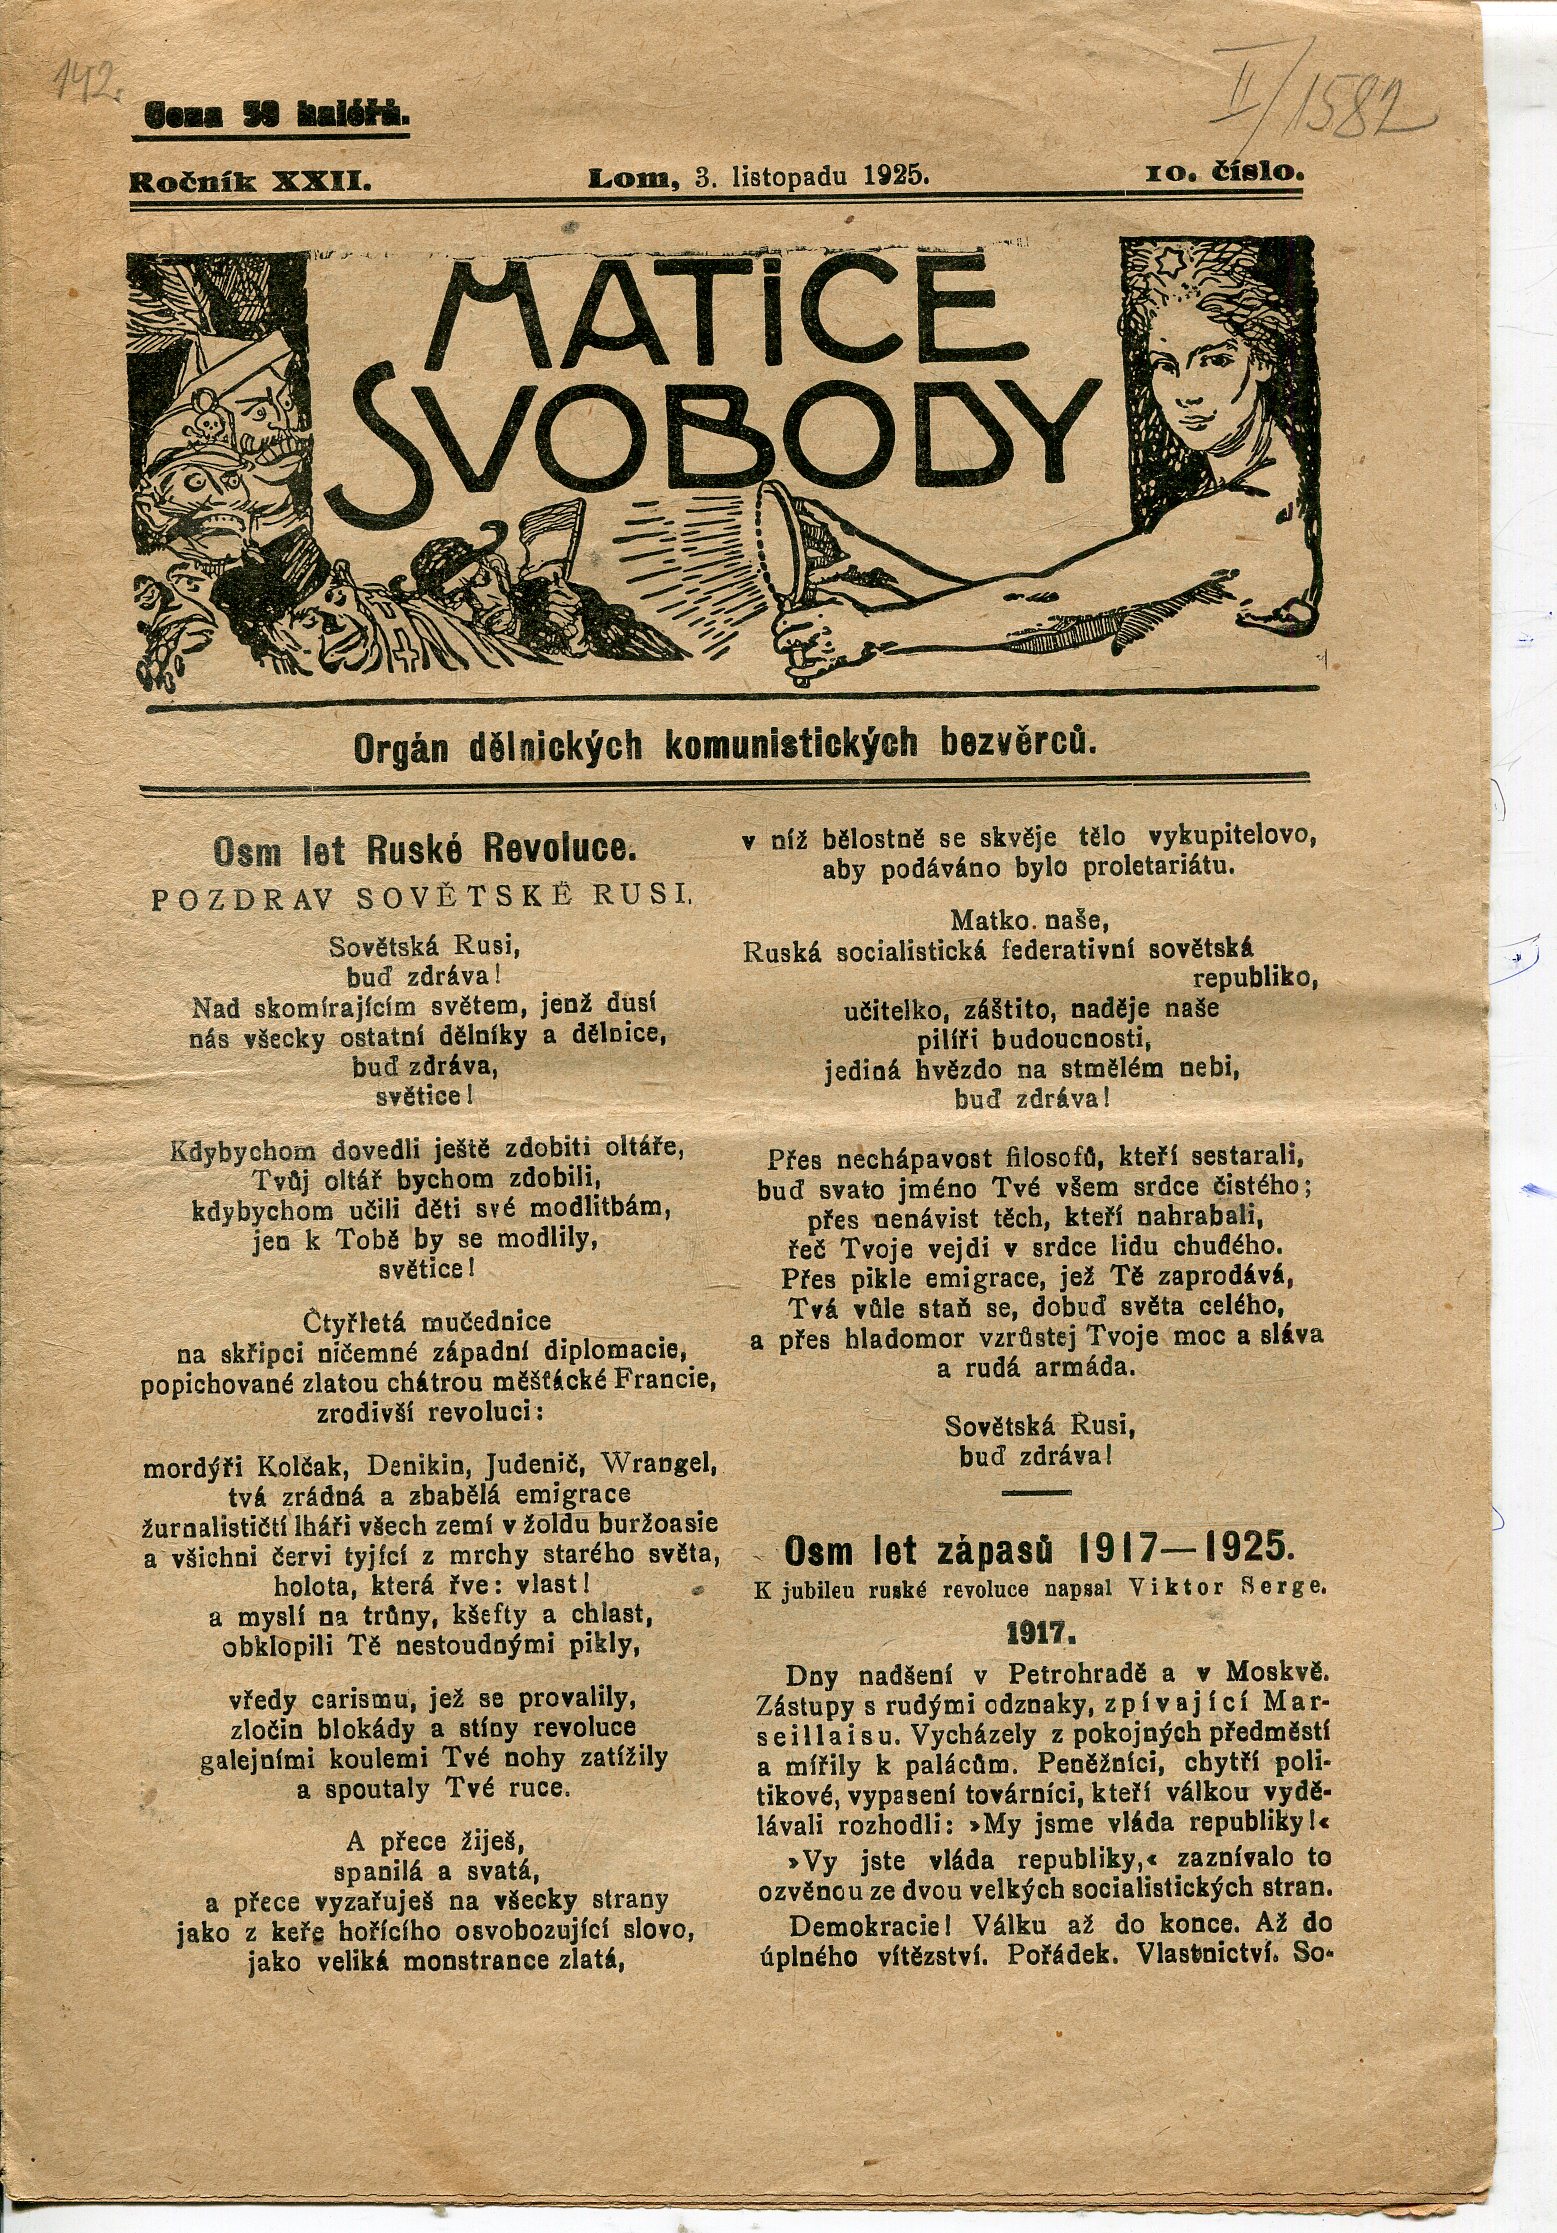 142.
II/1582
Cena 50 haléřů.
Ročník XXII.
Lom, 3. listopadu 1925.
10. číslo.
MATICE
SVOBODY
Orgán dělnických komunistických bezvěrců.
Osm let Ruské Revoluce.
POZDRAV SOVĚTSKÉ RUSI.
Sovětská Rusi,
buď zdráva!
Nad skomírajícím světem, jenž dusí
nás všecky ostatní dělníky a dělnice,
buď zdráva,
světice!
Kdybychom dovedli ještě zdobiti oltáře,
Tvůj oltář bychom zdobili,
kdybychom učili děti své modlitbám,
jen k Tobě by se modlily,
světice!
Čtyřletá mučednice
na skřipci ničemné západní diplomacie,
popichované zlatou chátrou měšťácké Francie,
zrodivší revoluci:
mordýři Kolčak, Denikin, Judenič, Wrangel,
tvá zrádná a zbabělá emigrace
žurnalističtí lháři všech zemí v žoldu buržoasie
a všichni červi tyjící z mrchy starého světa,
holota, která řve: vlast!
a myslí na trůny, kšefty a chlast,
obklopili Tě nestoudnými pikly,
vředy carismu, jež se provalily,
zločin blokády a stíny revoluce
galejními koulemi Tvé nohy zatížily
a spoutaly Tvé ruce.
A přece žiješ,
spanilá a svatá,
a přece vyzařuješ na všecky strany
jako z keře hořícího osvobozující slovo,
jako veliká monstrance zlatá,
v níž bělostně se skvěje tělo vykupitelovo,
aby podáváno bylo proletariátu.
Matko naše,
Ruská socialistická federativní sovětská
republiko,
učitelko, záštito, naděje naše
pilíři budoucnosti,
jediná hvězdo na stmělém nebi,
buď zdráva!
Přes nechápavost filosofů, kteří sestarali,
buď svato jméno Tvé všem srdce čistého;
přes nenávist těch, kteří nahrabali,
řeč Tvoje vejdi v srdce lidu chudého.
Přes pikle emigrace, jež Tě zaprodává,
Tvá vůle staň se, dobuď světa celého,
a přes hladomor vzrůstej Tvoje moc a sláva
a rudá armáda.
Sovětská Rusi,
buď zdráva!
Osm let zápasů 1917—1925.
K jubileu ruské revoluce napsal Viktor Serge.
1917.
Dny nadšení v Petrohradě a v Moskvě.
Zástupy s rudými odznaky, zpívající Mar-
seillaisu. Vycházely z pokojných předměstí
a mířily k palácům. Peněžníci, chytří poli-
tikové, vypasení továrníci, kteří válkou vydě-
lávali rozhodli: »My jsme vláda republiky!«
»Vy jste vláda republiky,« zaznívalo to
ozvěnou ze dvou velkých socialistických stran.
Demokracie! Válku až do konce. Až do
úplného vítězství. Pořádek. Vlastnictví. So-